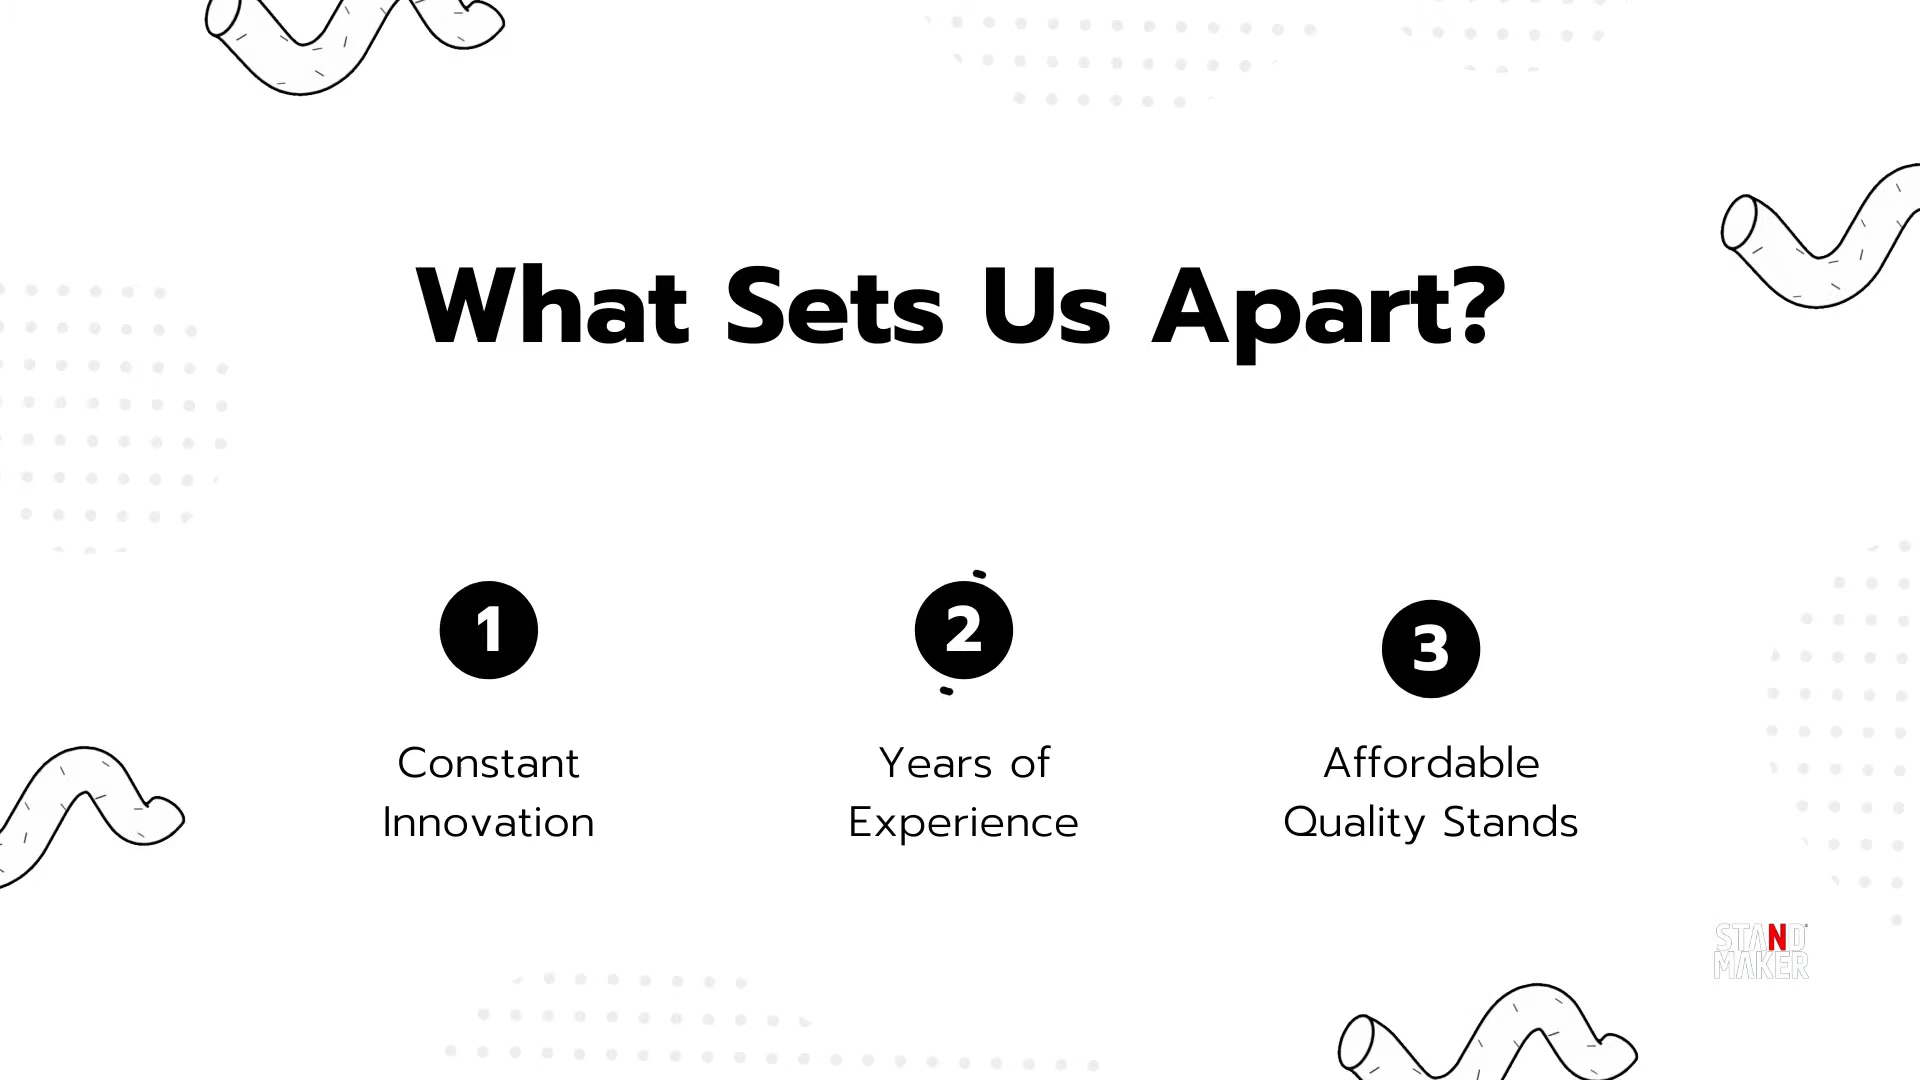 What Sets Us Apart?
1
2
3
Constant
Innovation
Years of
Experience
Affordable
Quality Stands
STAND
MAKER